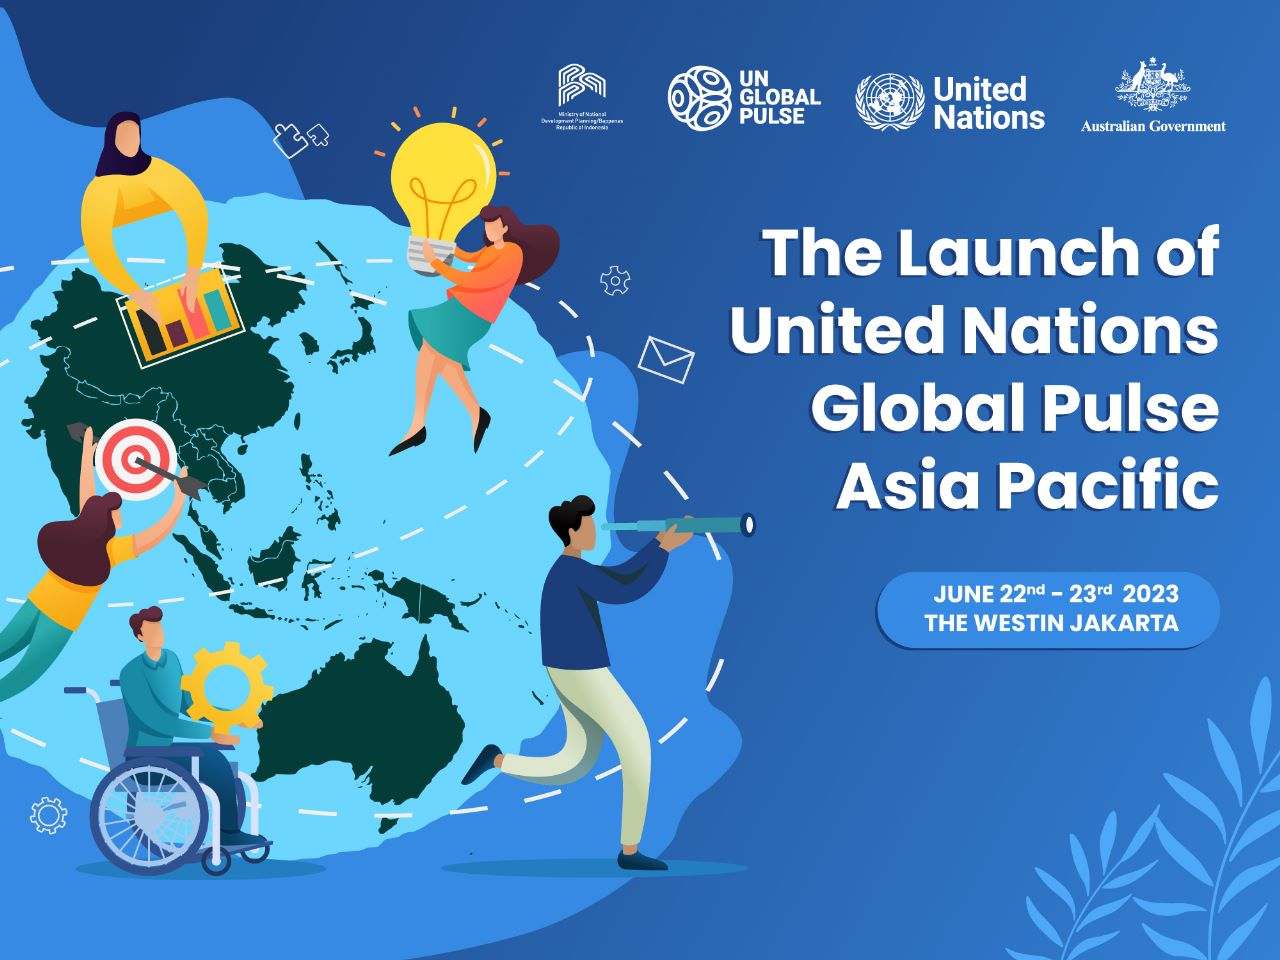 Ministry of National
Development Planning/Bappenas
Republic of Indonesia
UN
GLOBAL
PULSE
United
Nations
Australian Government
The Launch of
United Nations
Global Pulse
Asia Pacific
JUNE 22nd - 23rd 2023
THE WESTIN JAKARTA